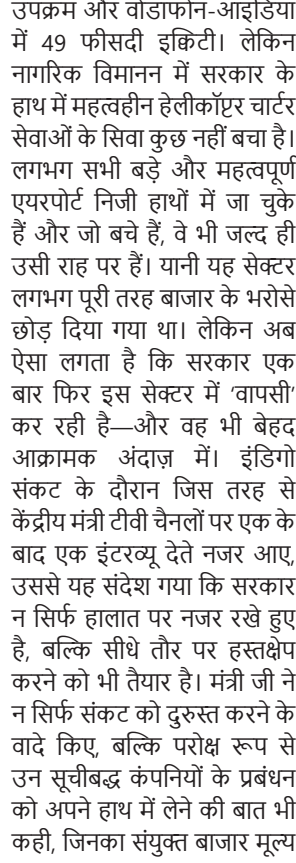 उपक्रम और वोडाफोन-आइडिया
में 49 फीसदी इक्विटी। लेकिन
नागरिक विमानन में सरकार के
हाथ में महत्वहीन हेलीकॉप्टर चार्टर
सेवाओं के सिवा कुछ नहीं बचा है।
लगभग सभी बड़े और महत्वपूर्ण
एयरपोर्ट निजी हाथों में जा चुके
हैं और जो बचे हैं, वे भी जल्द ही
उसी राह पर हैं। यानी यह सेक्टर
लगभग पूरी तरह बाजार के भरोसे
छोड़ दिया गया था। लेकिन अब
ऐसा लगता है कि सरकार एक
बार फिर इस सेक्टर में ‘वापसी’
कर रही है—और वह भी बेहद
आक्रामक अंदाज़ में। इंडिगो
संकट के दौरान जिस तरह से
केंद्रीय मंत्री टीवी चैनलों पर एक के
बाद एक इंटरव्यू देते नजर आए,
उससे यह संदेश गया कि सरकार
न सिर्फ हालात पर नजर रखे हुए
है, बल्कि सीधे तौर पर हस्तक्षेप
करने को भी तैयार है। मंत्री जी ने
न सिर्फ संकट को दुरुस्त करने के
वादे किए, बल्कि परोक्ष रूप से
उन सूचीबद्ध कंपनियों के प्रबंधन
को अपने हाथ में लेने की बात भी
कही, जिनका संयुक्त बाजार मूल्य